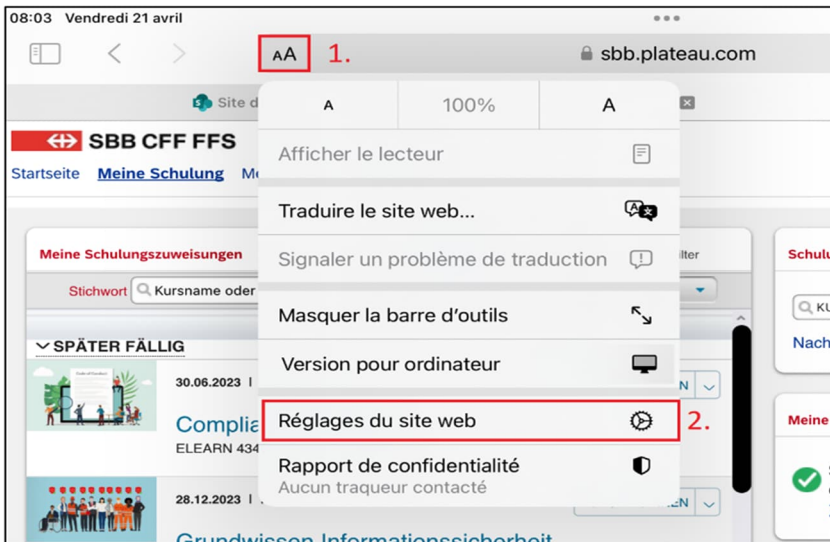 08:03 Vendredi 21 avril
AA 1. sbb.plateau.com
Site d
A 100% A
SBB CFF FFS
Afficher le lecteur
Startseite Meine Schulung
Traduire le site web...
Meine Schulungszuweisungen
Signaler un problème de traduction
Stichwort Kursname oder
Masquer la barre d'outils
Nach
SPÄTER FÄLLIG
Version pour ordinateur
30.06.2023
Réglages du site web 2.
Meine
ELEARN 434
Rapport de confidentialité
Aucun traqueur contacté
28.12.2023
Grundwissen Informationssicherheit